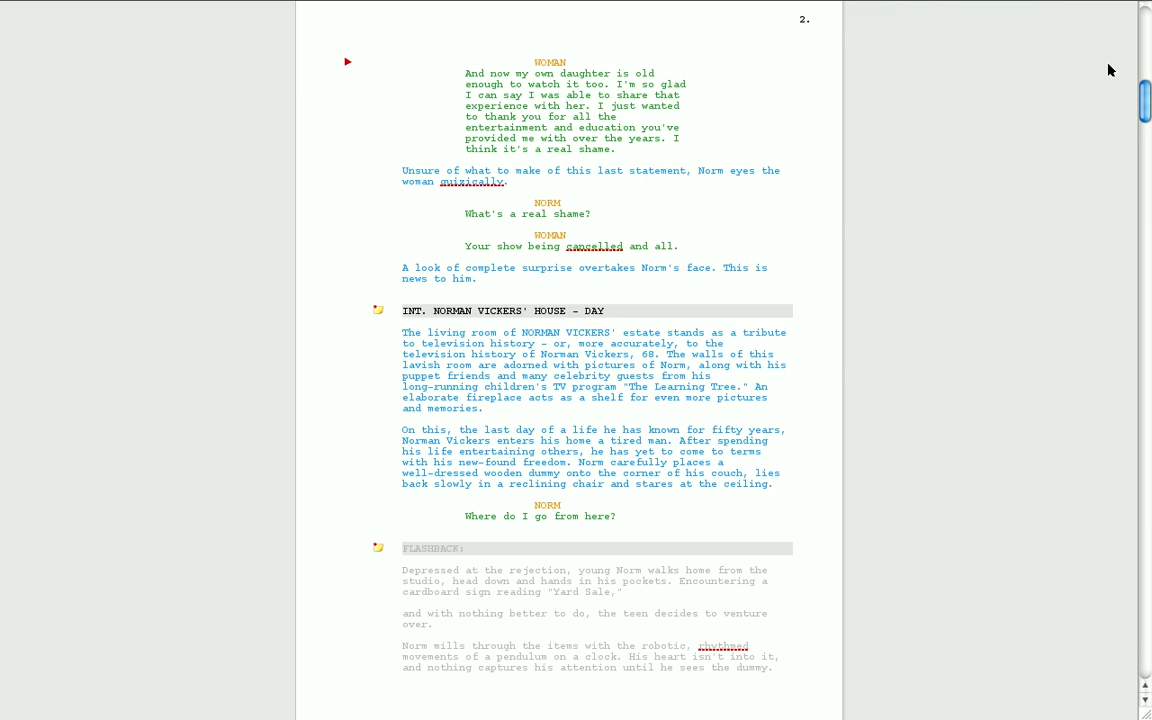 2.
WOMAN
And now my own daughter is old
enough to watch it too. I'm so glad
I can say I was able to share that
experience with her. I just wanted
to thank you for all the
entertainment and education you've
provided me with over the years. I
think it's a real shame.
Unsure of what to make of this last statement, Norm eyes the
woman quizically.
NORM
What's a real shame?
WOMAN
Your show being cancelled and all.
A look of complete surprise overtakes Norm's face. This is
news to him.
INT. NORMAN VICKERS' HOUSE - DAY
The living room of NORMAN VICKERS' estate stands as a tribute
to television history - or, more accurately, to the
television history of Norman Vickers, 68. The walls of this
lavish room are adorned with pictures of Norm, along with his
puppet friends and many celebrity guests from his
long-running children's TV program "The Learning Tree." An
elaborate fireplace acts as a shelf for even more pictures
and memories.
On this, the last day of a life he has known for fifty years,
Norman Vickers enters his home a tired man. After spending
his life entertaining others, he has yet to come to terms
with his new-found freedom. Norm carefully places a
well-dressed wooden dummy onto the corner of his couch, lies
back slowly in a reclining chair and stares at the ceiling.
NORM
Where do I go from here?
FLASHBACK:
Depressed at the rejection, young Norm walks home from the
studio, head down and hands in his pockets. Encountering a
cardboard sign reading "Yard Sale,"
and with nothing better to do, the teen decides to venture
over.
Norm mills through the items with the robotic, rhythmed
movements of a pendulum on a clock. His heart isn't into it,
and nothing captures his attention until he sees the dummy.